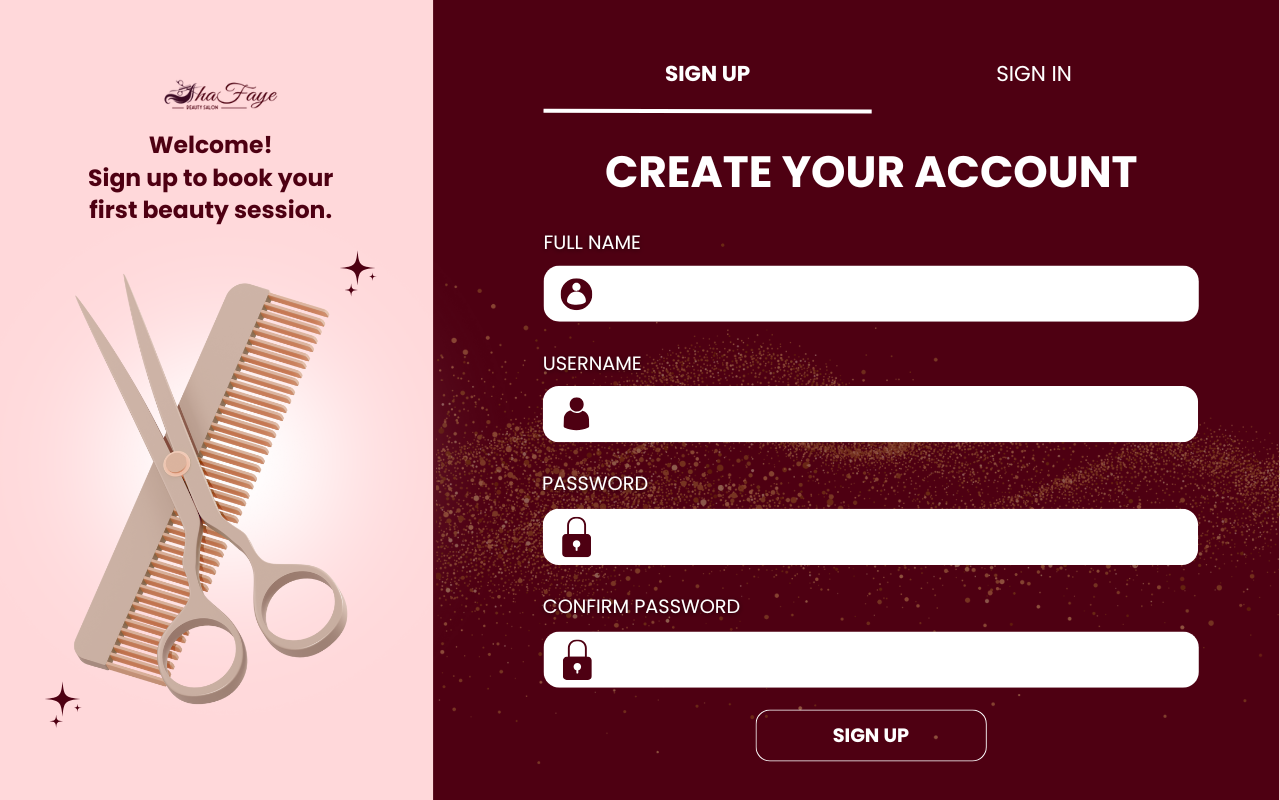 ShaFaye
BEAUTY SALON
Welcome!
Sign up to book your
first beauty session.
SIGN UP
SIGN IN
CREATE YOUR ACCOUNT
FULL NAME
USERNAME
PASSWORD
CONFIRM PASSWORD
SIGN UP